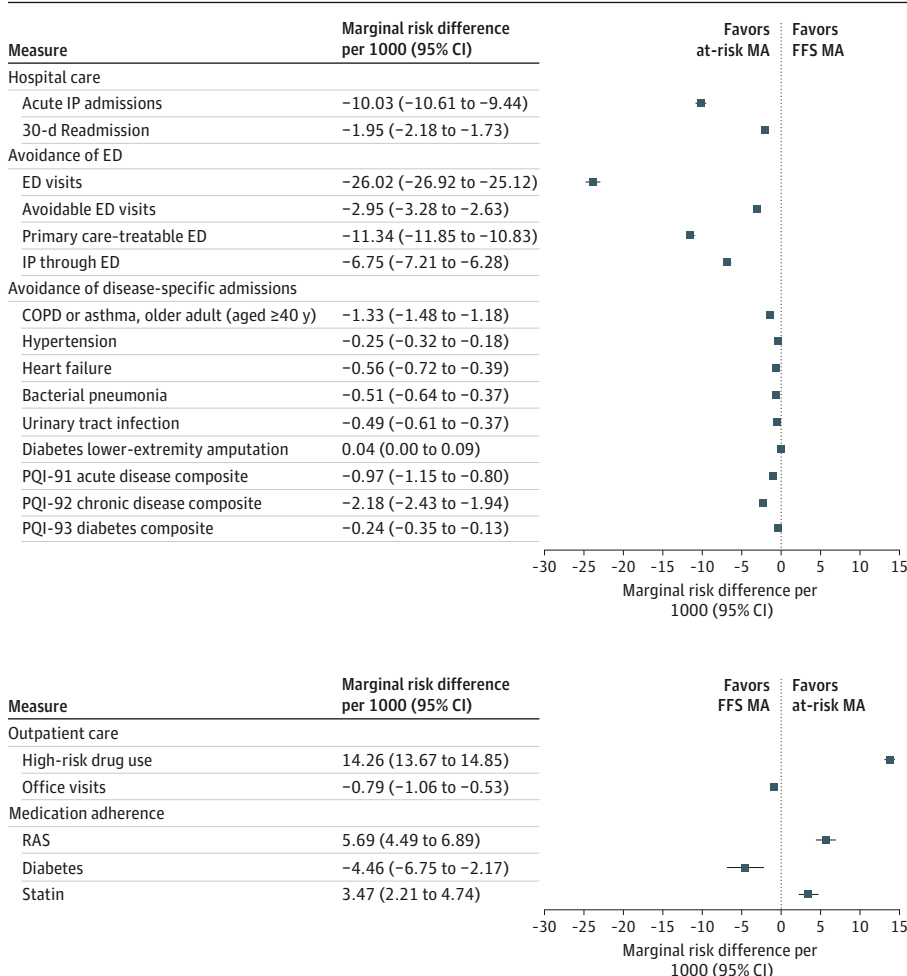 Measure Marginal risk difference per 1000 (95% CI) Favors at-risk MA Favors FFS MA
Hospital care
Acute IP admissions −10.03 (−10.61 to −9.44)
30-d Readmission −1.95 (−2.18 to −1.73)
Avoidance of ED
ED visits −26.02 (−26.92 to −25.12)
Avoidable ED visits −2.95 (−3.28 to −2.63)
Primary care-treatable ED −11.34 (−11.85 to −10.83)
IP through ED −6.75 (−7.21 to −6.28)
Avoidance of disease-specific admissions
COPD or asthma, older adult (aged ≥40 y) −1.33 (−1.48 to −1.18)
Hypertension −0.25 (−0.32 to −0.18)
Heart failure −0.56 (−0.72 to −0.39)
Bacterial pneumonia −0.51 (−0.64 to −0.37)
Urinary tract infection −0.49 (−0.61 to −0.37)
Diabetes lower-extremity amputation 0.04 (0.00 to 0.09)
PQI-91 acute disease composite −0.97 (−1.15 to −0.80)
PQI-92 chronic disease composite −2.18 (−2.43 to −1.94)
PQI-93 diabetes composite −0.24 (−0.35 to −0.13)
-30 -25 -20 -15 -10 -5 0 5 10 15
Marginal risk difference per
1000 (95% CI)
Measure Marginal risk difference per 1000 (95% CI) Favors FFS MA Favors at-risk MA
Outpatient care
High-risk drug use 14.26 (13.67 to 14.85)
Office visits −0.79 (−1.06 to −0.53)
Medication adherence
RAS 5.69 (4.49 to 6.89)
Diabetes −4.46 (−6.75 to −2.17)
Statin 3.47 (2.21 to 4.74)
-30 -25 -20 -15 -10 -5 0 5 10 15
Marginal risk difference per
1000 (95% CI)